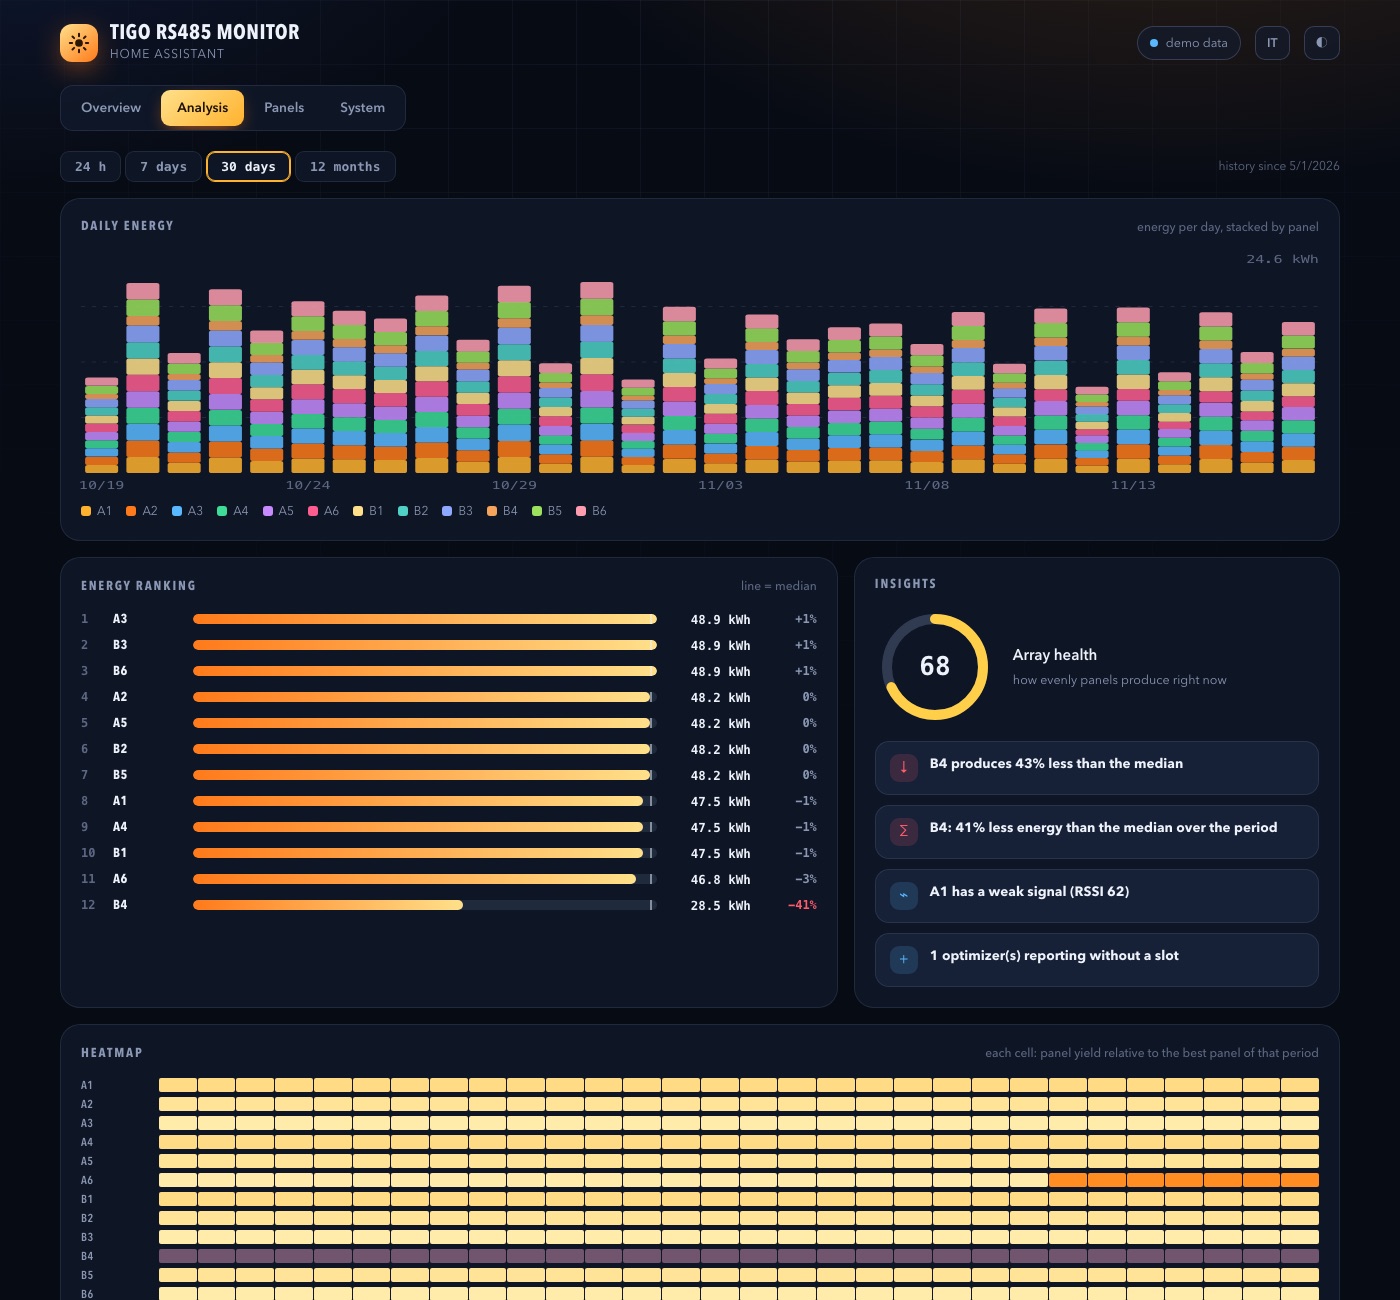 TIGO RS485 MONITOR
HOME ASSISTANT
demo data
IT
Overview Analysis Panels System
24 h 7 days 30 days 12 months
history since 5/1/2026
DAILY ENERGY
energy per day, stacked by panel
24.6 kWh
10/19 10/24 10/29 11/03 11/08 11/13
A1 A2 A3 A4 A5 A6 B1 B2 B3 B4 B5 B6
ENERGY RANKING
line = median
1 A3 48.9 kWh +1%
2 B3 48.9 kWh +1%
3 B6 48.9 kWh +1%
4 A2 48.2 kWh 0%
5 A5 48.2 kWh 0%
6 B2 48.2 kWh 0%
7 B5 48.2 kWh 0%
8 A1 47.5 kWh −1%
9 A4 47.5 kWh −1%
10 B1 47.5 kWh −1%
11 A6 46.8 kWh −3%
12 B4 28.5 kWh −41%
INSIGHTS
68
Array health
how evenly panels produce right now
↓ B4 produces 43% less than the median
Σ B4: 41% less energy than the median over the period
⌁ A1 has a weak signal (RSSI 62)
+ 1 optimizer(s) reporting without a slot
HEATMAP
each cell: panel yield relative to the best panel of that period
A1
A2
A3
A4
A5
A6
B1
B2
B3
B4
B5
B6